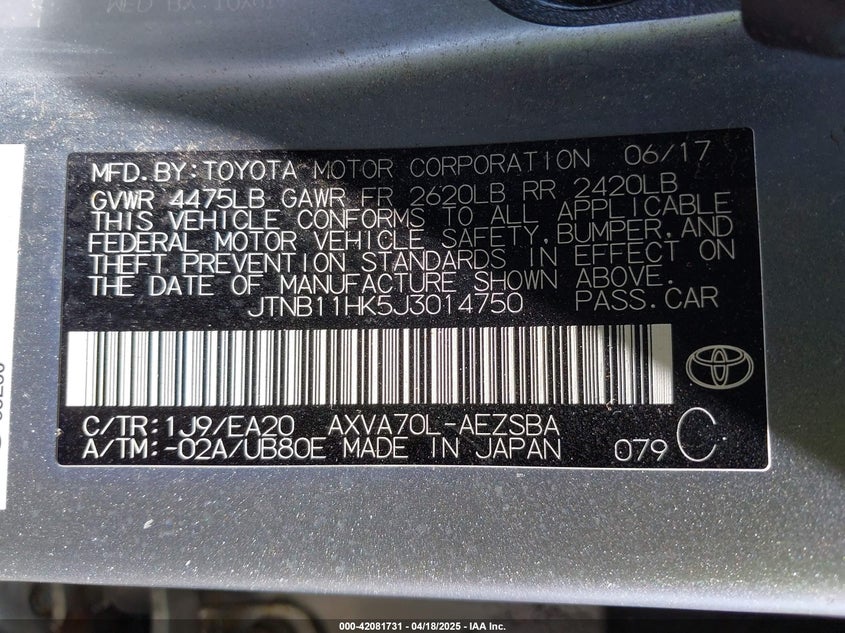 MFD.BY:TOYOTA MOTOR CORPORATION 06/17
GVWR 4475LB GAWR FR 2620LB RR 2420LB
THIS VEHICLE CONFORMS TO ALL APPLICABLE
FEDERAL MOTOR VEHICLE SAFETY,BUMPER,AND
THEFT PREVENTION STANDARDS IN EFFECT ON
THE DATE OF MANUFACTURE SHOWN ABOVE.
JTNB11HK5J3014750 PASS.CAR
C/TR:1J9/EA20 AXVA70L-AEZSBA
A/TM:-02A/UB80E MADE IN JAPAN 079 C
000-42081731 - 04/18/2025 - IAA Inc.